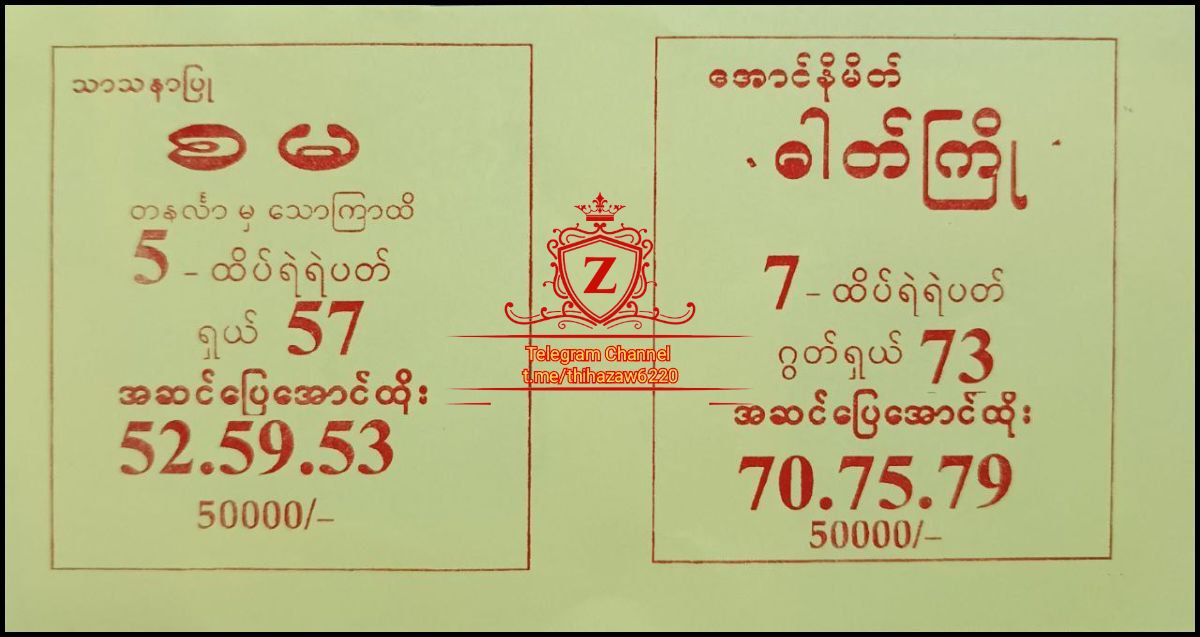 သာသနာပြု
စ မ
တနင်္လာ မှ သောကြာထိ
5 - ထိပ်ရဲရဲပတ်
ရှယ် 57
အဆင်ပြေအောင်ထိုး
52.59.53
50000/-
Z
Telegram Channel
t.me/thihazaw6220
အောင်နိမိတ်
ဓါတ်ကြို
7 - ထိပ်ရဲရဲပတ်
ဂွတ်ရှယ် 73
အဆင်ပြေအောင်ထိုး
70.75.79
50000/-